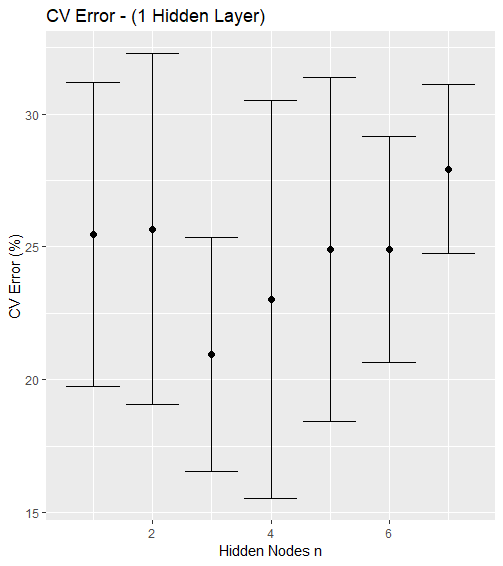 CV Error - (1 Hidden Layer)
CV Error (%)
30
25
20
15
2 4 6
Hidden Nodes n